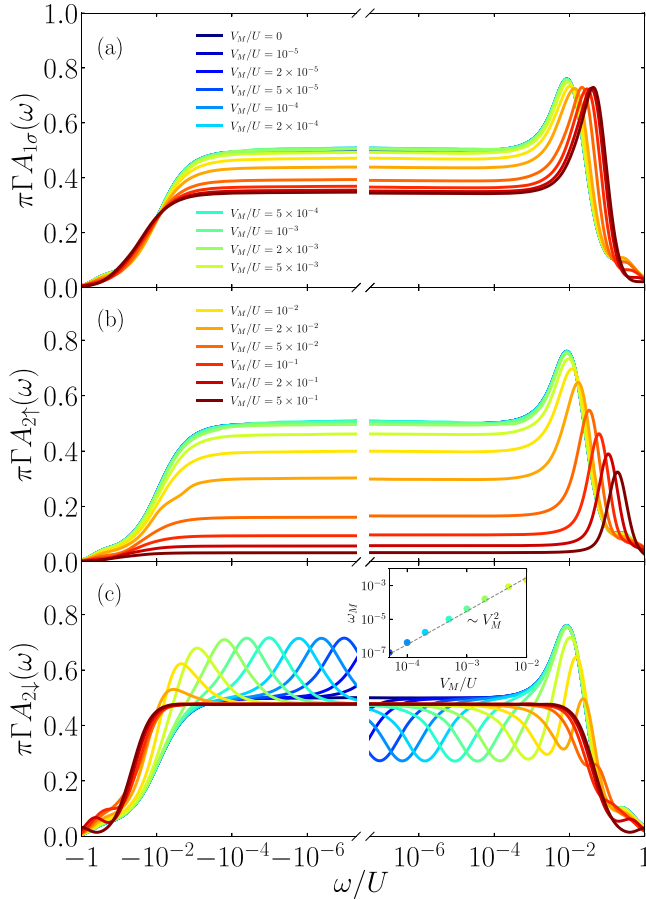 1.0
(a)
0.8
0.6
0.4
0.2
0.0
πΓA_{1σ}(ω)
V_M/U = 0
V_M/U = 10^{-5}
V_M/U = 2 × 10^{-5}
V_M/U = 5 × 10^{-5}
V_M/U = 10^{-4}
V_M/U = 2 × 10^{-4}
V_M/U = 5 × 10^{-4}
V_M/U = 10^{-3}
V_M/U = 2 × 10^{-3}
V_M/U = 5 × 10^{-3}
(b)
0.8
0.6
0.4
0.2
0.0
πΓA_{2↑}(ω)
V_M/U = 10^{-2}
V_M/U = 2 × 10^{-2}
V_M/U = 5 × 10^{-2}
V_M/U = 10^{-1}
V_M/U = 2 × 10^{-1}
V_M/U = 5 × 10^{-1}
(c)
0.8
0.6
0.4
0.2
0.0
πΓA_{2↓}(ω)
10^{-3}
10^{-5}
10^{-7}
ω_M
∼ V_M^2
10^{-4} 10^{-3} 10^{-2}
V_M/U
−1 −10^{-2} −10^{-4} −10^{-6} 10^{-6} 10^{-4} 10^{-2} 1
ω/U